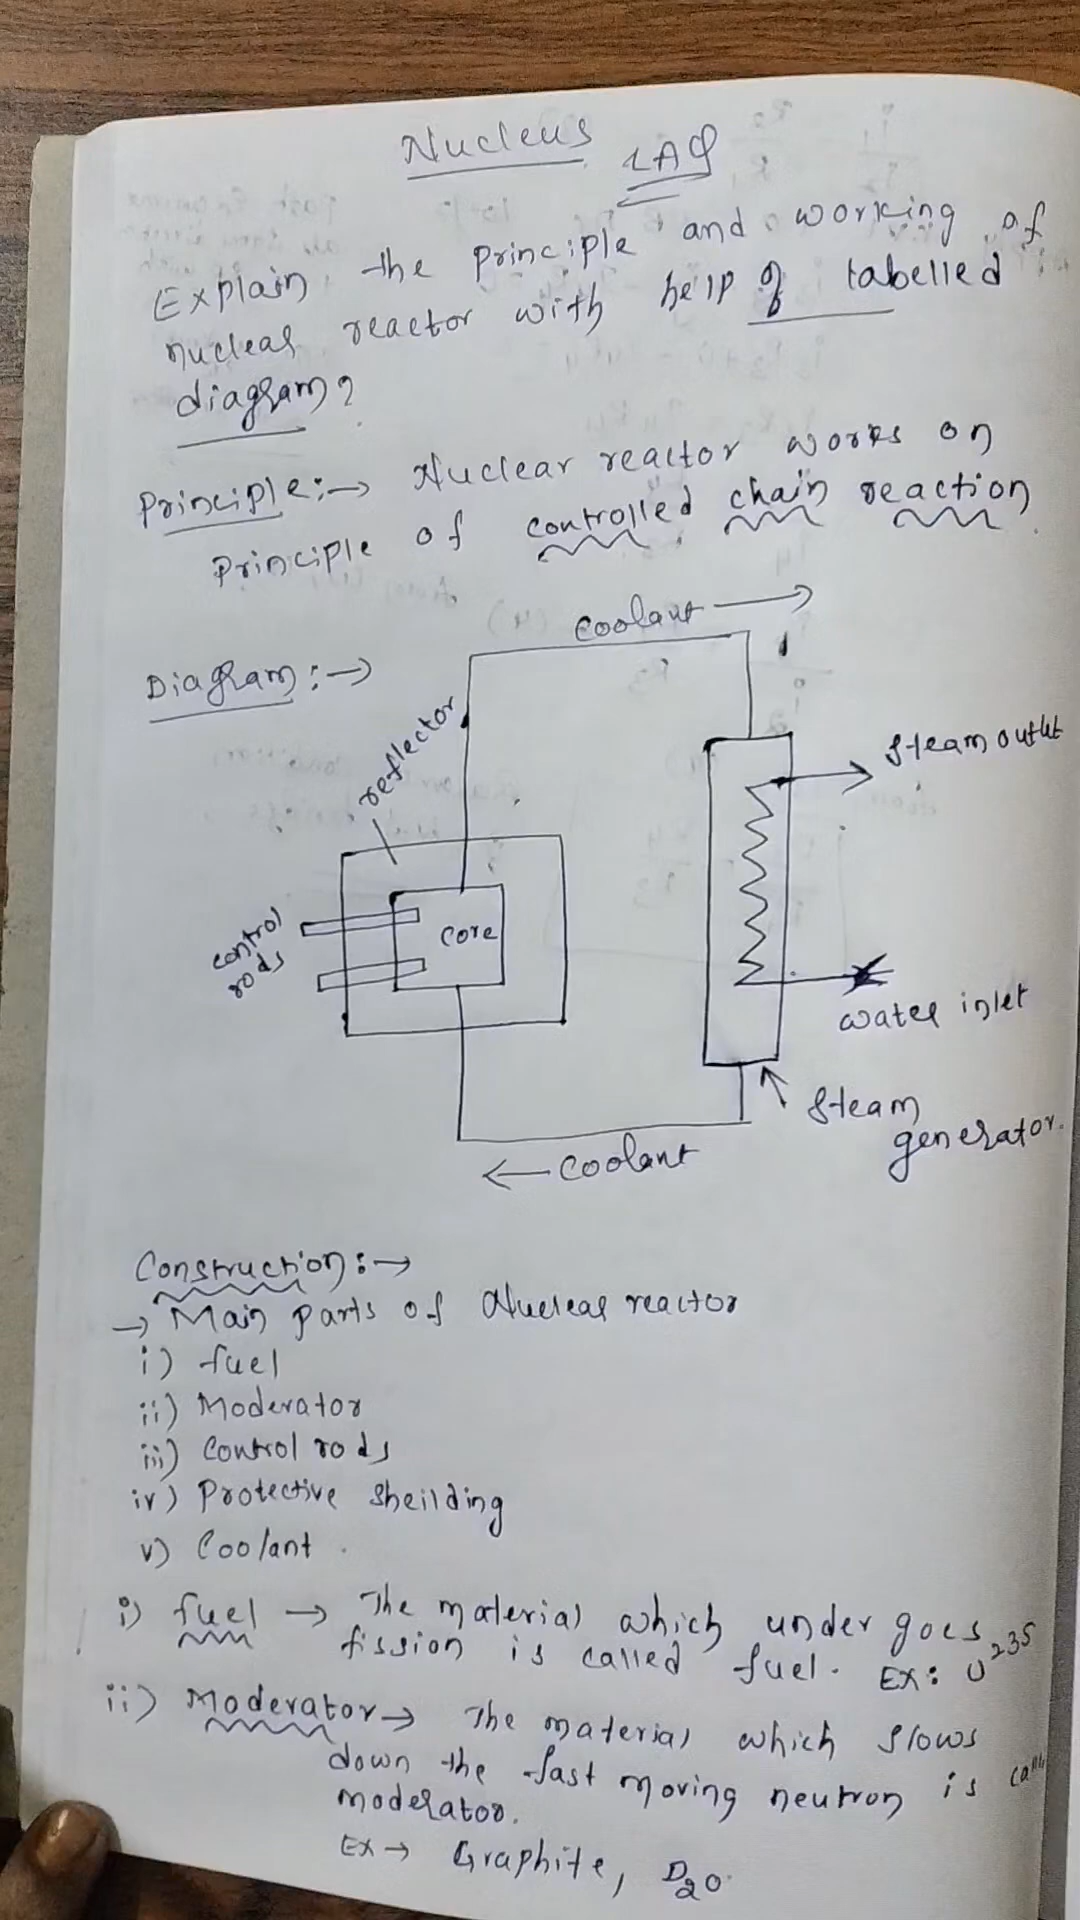 Nucleus
LAQ
Explain the principle and working of
nuclear reactor with help of labelled
diagram?
Principle:→ Nuclear reactor works on
principle of controlled chain reaction.
Diagram:→
coolant →
reflector
steam outlet
control
rods
core
water inlet
steam
generator.
← coolant
Construction:→
→ Main parts of Nuclear reactor
i) fuel
ii) Moderator
iii) control rods
iv) Protective sheilding
v) Coolant.
i) fuel → The material which under goes
fission is called fuel. Ex: U²³⁵
ii) Moderator → The material which slows
down the fast moving neutron is
moderator.
Ex → Graphite, D₂O.